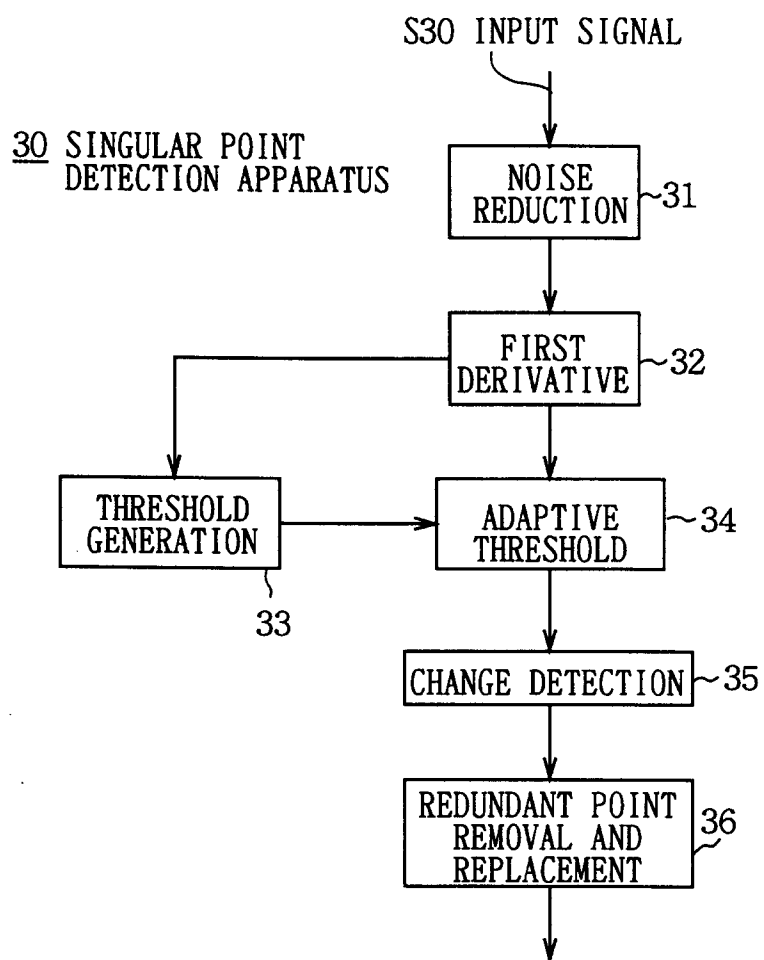 S30 INPUT SIGNAL
30 SINGULAR POINT
DETECTION APPARATUS
NOISE
REDUCTION
31
FIRST
DERIVATIVE
32
THRESHOLD
GENERATION
33
ADAPTIVE
THRESHOLD
34
CHANGE DETECTION
35
REDUNDANT POINT
REMOVAL AND
REPLACEMENT
36